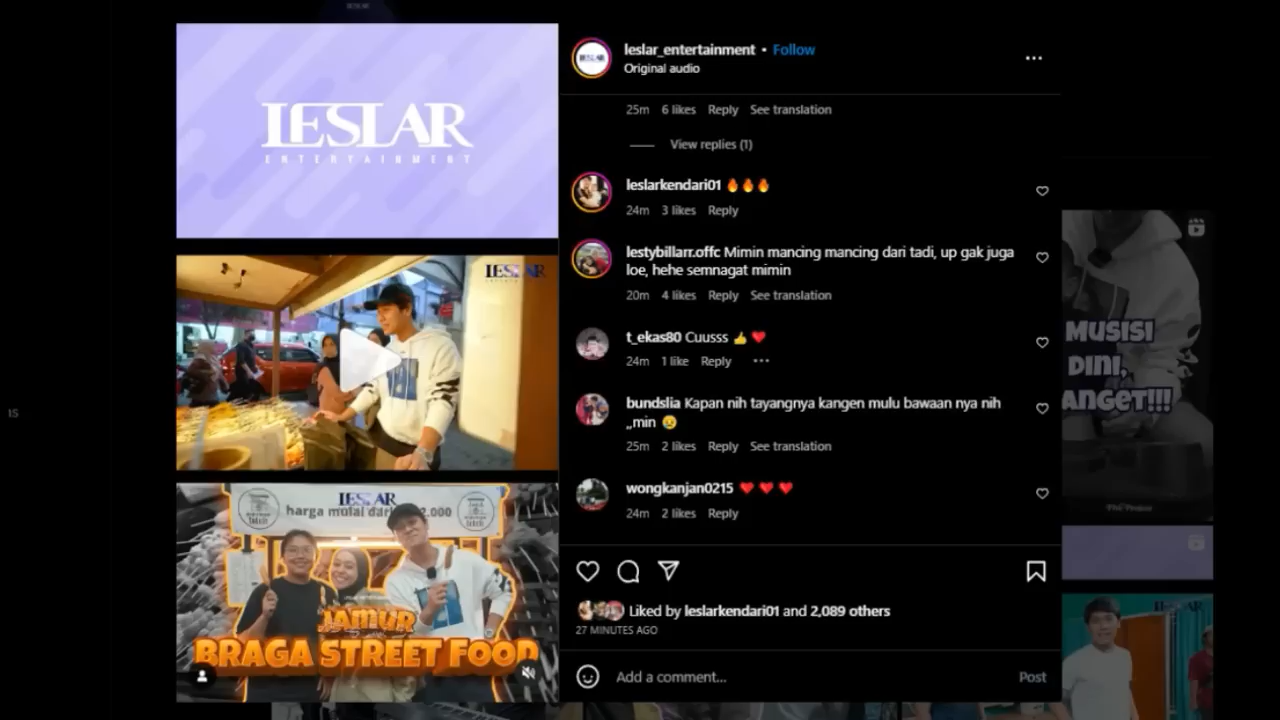 LESLAR
LESLAR
ENTERTAINMENT
LESLAR
LESLAR
harga mulai dari 2.000
JAMUR
BRAGA STREET FOOD
leslar_entertainment • Follow
Original audio
25m 6 likes Reply See translation
View replies (1)
leslarkendari01 🔥🔥🔥
24m 3 likes Reply
lestybillarr.offc Mimin mancing mancing dari tadi, up gak juga
loe, hehe semnagat mimin
20m 4 likes Reply See translation
t_ekas80 Cuusss 👍❤️
24m 1 like Reply
bundslia Kapan nih tayangnya kangen mulu bawaan nya nih
,,min 😢
25m 2 likes Reply See translation
wongkanjan0215 ❤️❤️❤️
24m 2 likes Reply
Liked by leslarkendari01 and 2,089 others
27 MINUTES AGO
Add a comment... Post
MUSISI
DINI,
ANGET!!!
LESLAR